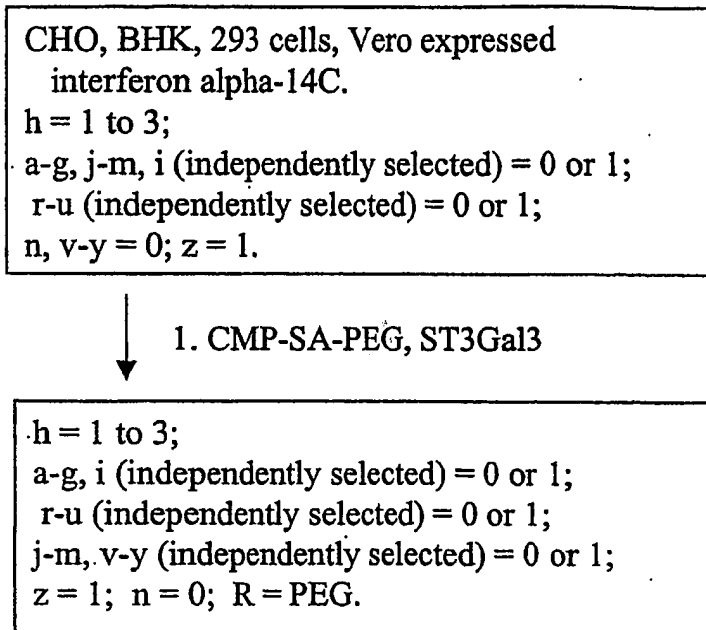 CHO, BHK, 293 cells, Vero expressed
interferon alpha-14C.
h = 1 to 3;
a-g, j-m, i (independently selected) = 0 or 1;
r-u (independently selected) = 0 or 1;
n, v-y = 0; z = 1.
1. CMP-SA-PEG, ST3Gal3
h = 1 to 3;
a-g, i (independently selected) = 0 or 1;
r-u (independently selected) = 0 or 1;
j-m, v-y (independently selected) = 0 or 1;
z = 1; n = 0; R = PEG.